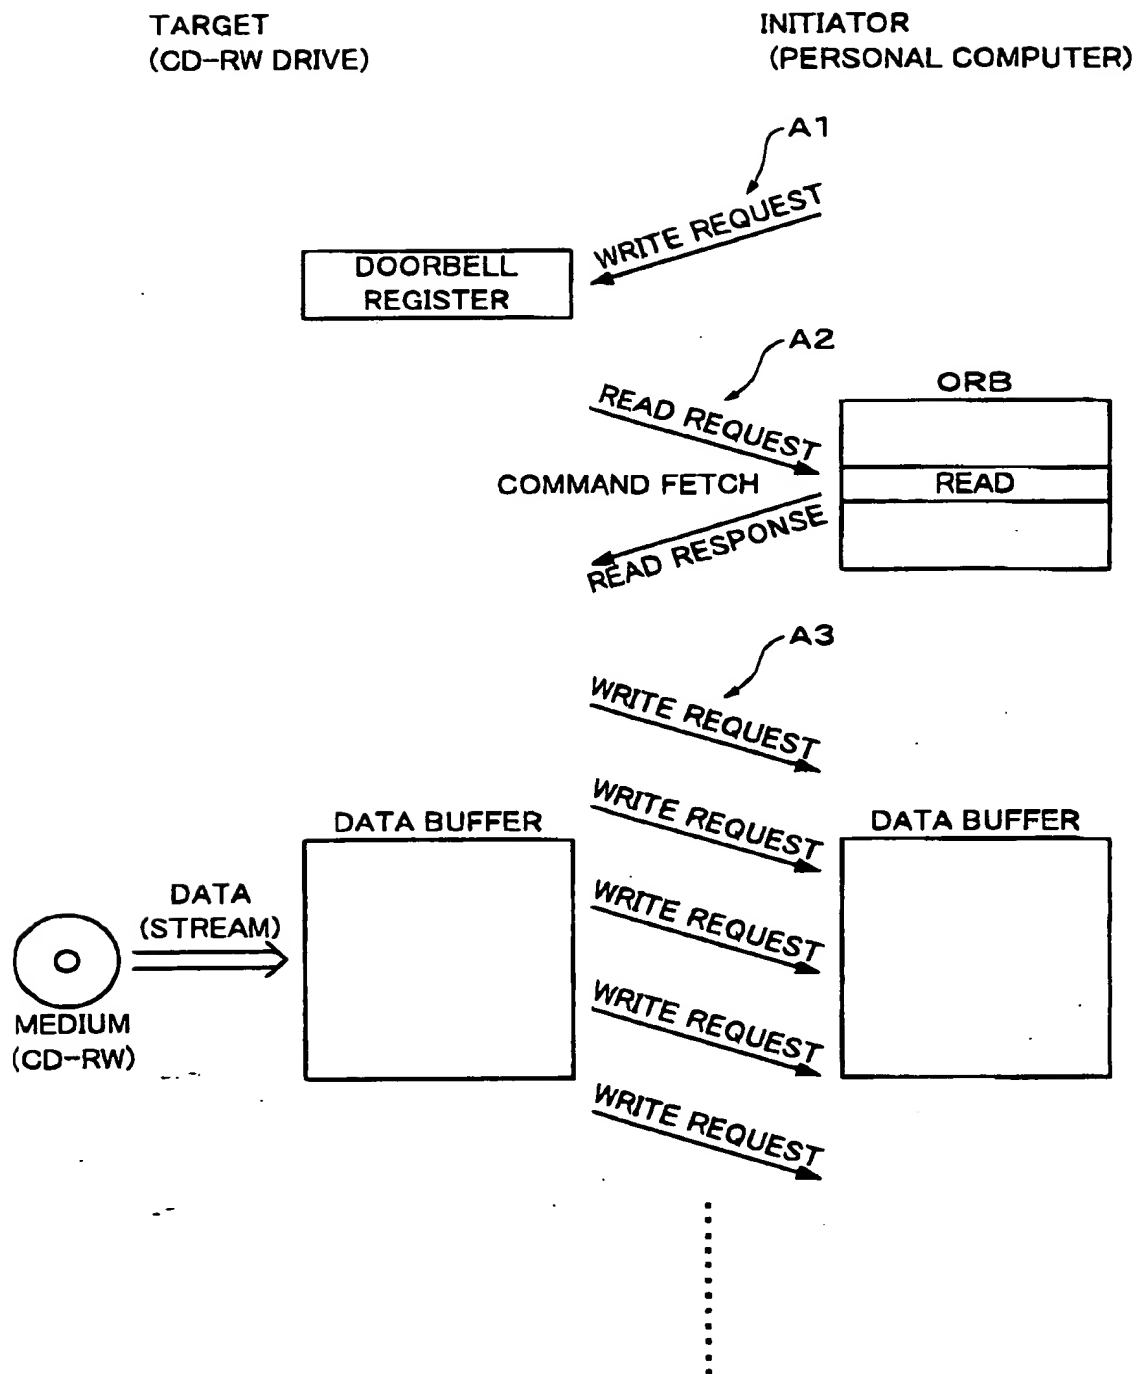 TARGET
(CD-RW DRIVE)
INITIATOR
(PERSONAL COMPUTER)
A1
WRITE REQUEST
DOORBELL
REGISTER
A2
READ REQUEST
ORB
COMMAND FETCH
READ
READ RESPONSE
A3
WRITE REQUEST
WRITE REQUEST
DATA BUFFER
DATA BUFFER
WRITE REQUEST
DATA
(STREAM)
WRITE REQUEST
MEDIUM
(CD-RW)
WRITE REQUEST